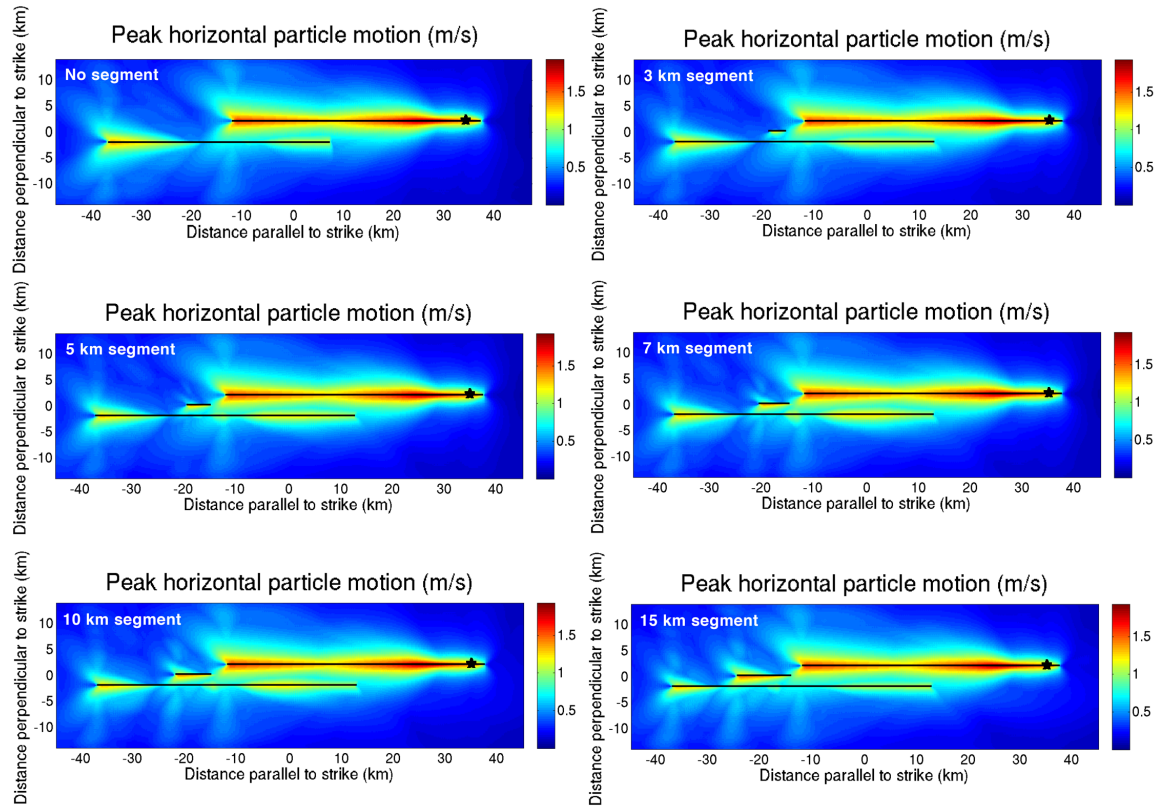 Peak horizontal particle motion (m/s)
No segment
Distance perpendicular to strike (km)
10
5
0
-5
-10
-40 -30 -20 -10 0 10 20 30 40
Distance parallel to strike (km)
1.5
1
0.5
Peak horizontal particle motion (m/s)
3 km segment
Distance perpendicular to strike (km)
10
5
0
-5
-10
-40 -30 -20 -10 0 10 20 30 40
Distance parallel to strike (km)
1.5
1
0.5
Peak horizontal particle motion (m/s)
5 km segment
Distance perpendicular to strike (km)
10
5
0
-5
-10
-40 -30 -20 -10 0 10 20 30 40
Distance parallel to strike (km)
1.5
1
0.5
Peak horizontal particle motion (m/s)
7 km segment
Distance perpendicular to strike (km)
10
5
0
-5
-10
-40 -30 -20 -10 0 10 20 30 40
Distance parallel to strike (km)
1.5
1
0.5
Peak horizontal particle motion (m/s)
10 km segment
Distance perpendicular to strike (km)
10
5
0
-5
-10
-40 -30 -20 -10 0 10 20 30 40
Distance parallel to strike (km)
1.5
1
0.5
Peak horizontal particle motion (m/s)
15 km segment
Distance perpendicular to strike (km)
10
5
0
-5
-10
-40 -30 -20 -10 0 10 20 30 40
Distance parallel to strike (km)
1.5
1
0.5